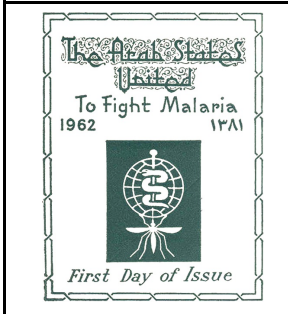 The Arab States
United
To Fight Malaria
1962 ١٣٨١
First Day of Issue